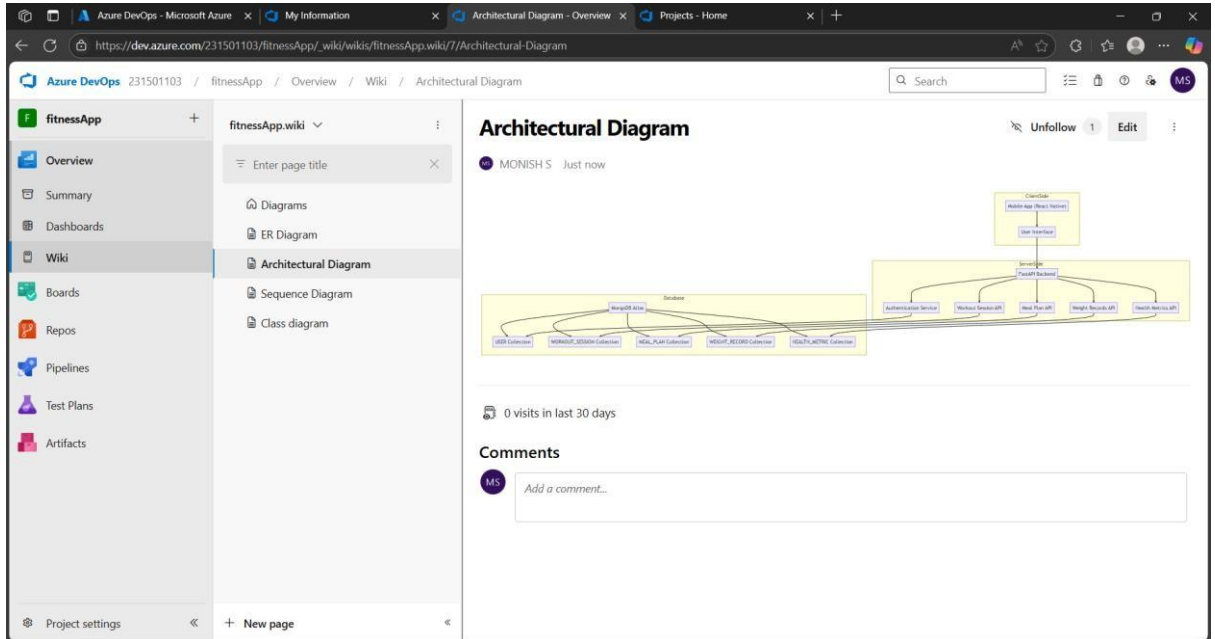 Azure DevOps - Microsoft Azure
My Information
Architectural Diagram - Overview
Projects - Home
https://dev.azure.com/231501103/fitnessApp/_wiki/wikis/fitnessApp.wiki/7//Architectural-Diagram
Azure DevOps 231501103 / fitnessApp / Overview / Wiki / Architectural Diagram
Search
MS
F fitnessApp
Overview
Summary
Dashboards
Wiki
Boards
Repos
Pipelines
Test Plans
Artifacts
Project settings
fitnessApp.wiki
Enter page title
Diagrams
ER Diagram
Architectural Diagram
Sequence Diagram
Class diagram
New page
Architectural Diagram
Unfollow 1 Edit
MS MONISH S Just now
ClientSide
Mobile App (React Native)
User Interface
ServerSide
FastAPI Backend
Authentication Service
Workout Session API
Meal Plan API
Weight Records API
Health Metrics API
Database
MongoDB Atlas
USER Collection
WORKOUT_SESSION Collection
MEAL_PLAN Collection
WEIGHT_RECORD Collection
HEALTH_METRIC Collection
0 visits in last 30 days
Comments
MS
Add a comment...